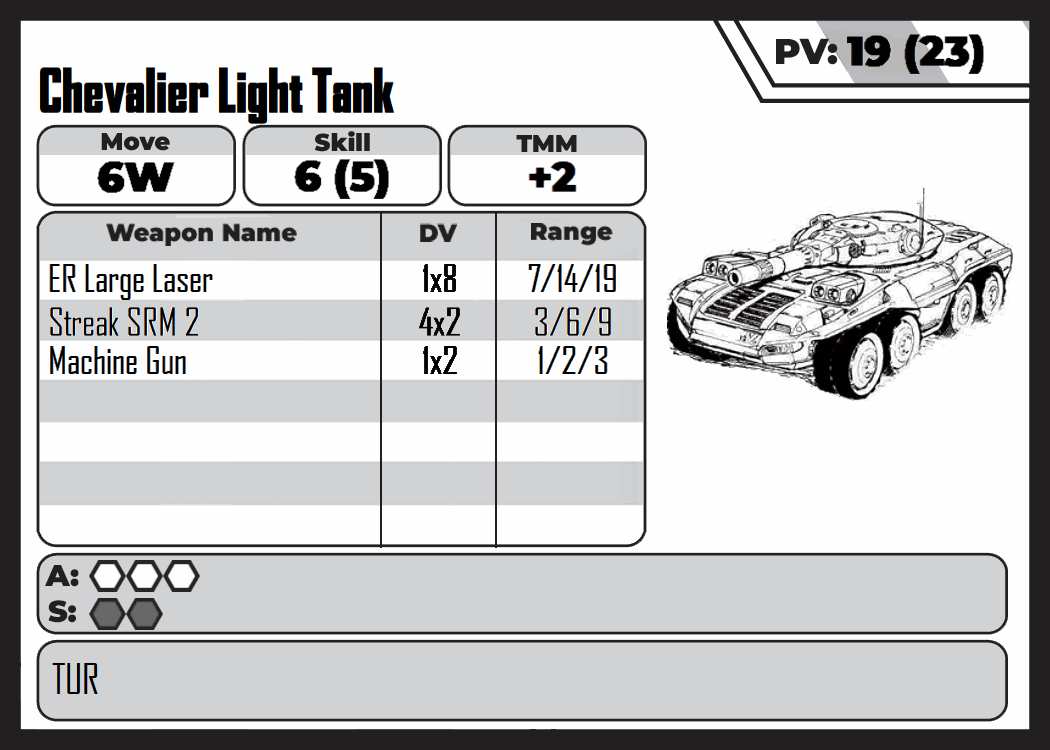 PV: 19 (23)
Chevalier Light Tank
Move Skill TMM
6W 6 (5) +2
Weapon Name DV Range
ER Large Laser 1x8 7/14/19
Streak SRM 2 4x2 3/6/9
Machine Gun 1x2 1/2/3
A:
S:
TUR